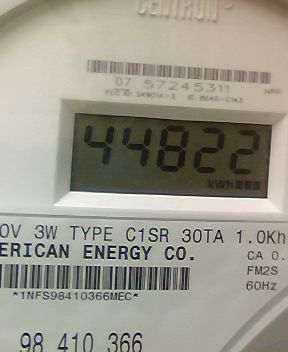 CENTRON®
07 57245311
HPP
44822
kWh
0V 3W TYPE C1SR 30TA 1.0Kh
ERICAN ENERGY CO.
CA 0.
FM2S
60Hz
*1NFS98410366MEC*
98 410 366